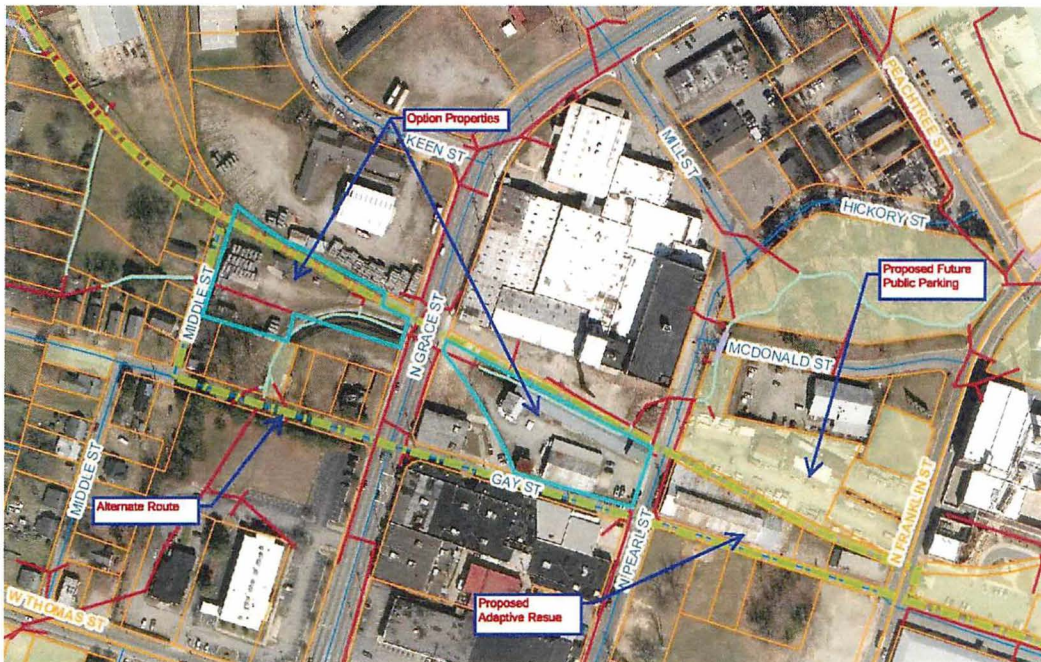 PEACHTREE ST
Option Properties
KEEN ST
MILL ST
HICKORY ST
Proposed Future
Public Parking
MIDDLE ST
N GRACE ST
MCDONALD ST
GAY ST
MIDDLE ST
Alternate Route
N PEARL ST
N FRANKLIN ST
Proposed
Adaptive Resue
W THOMAS ST